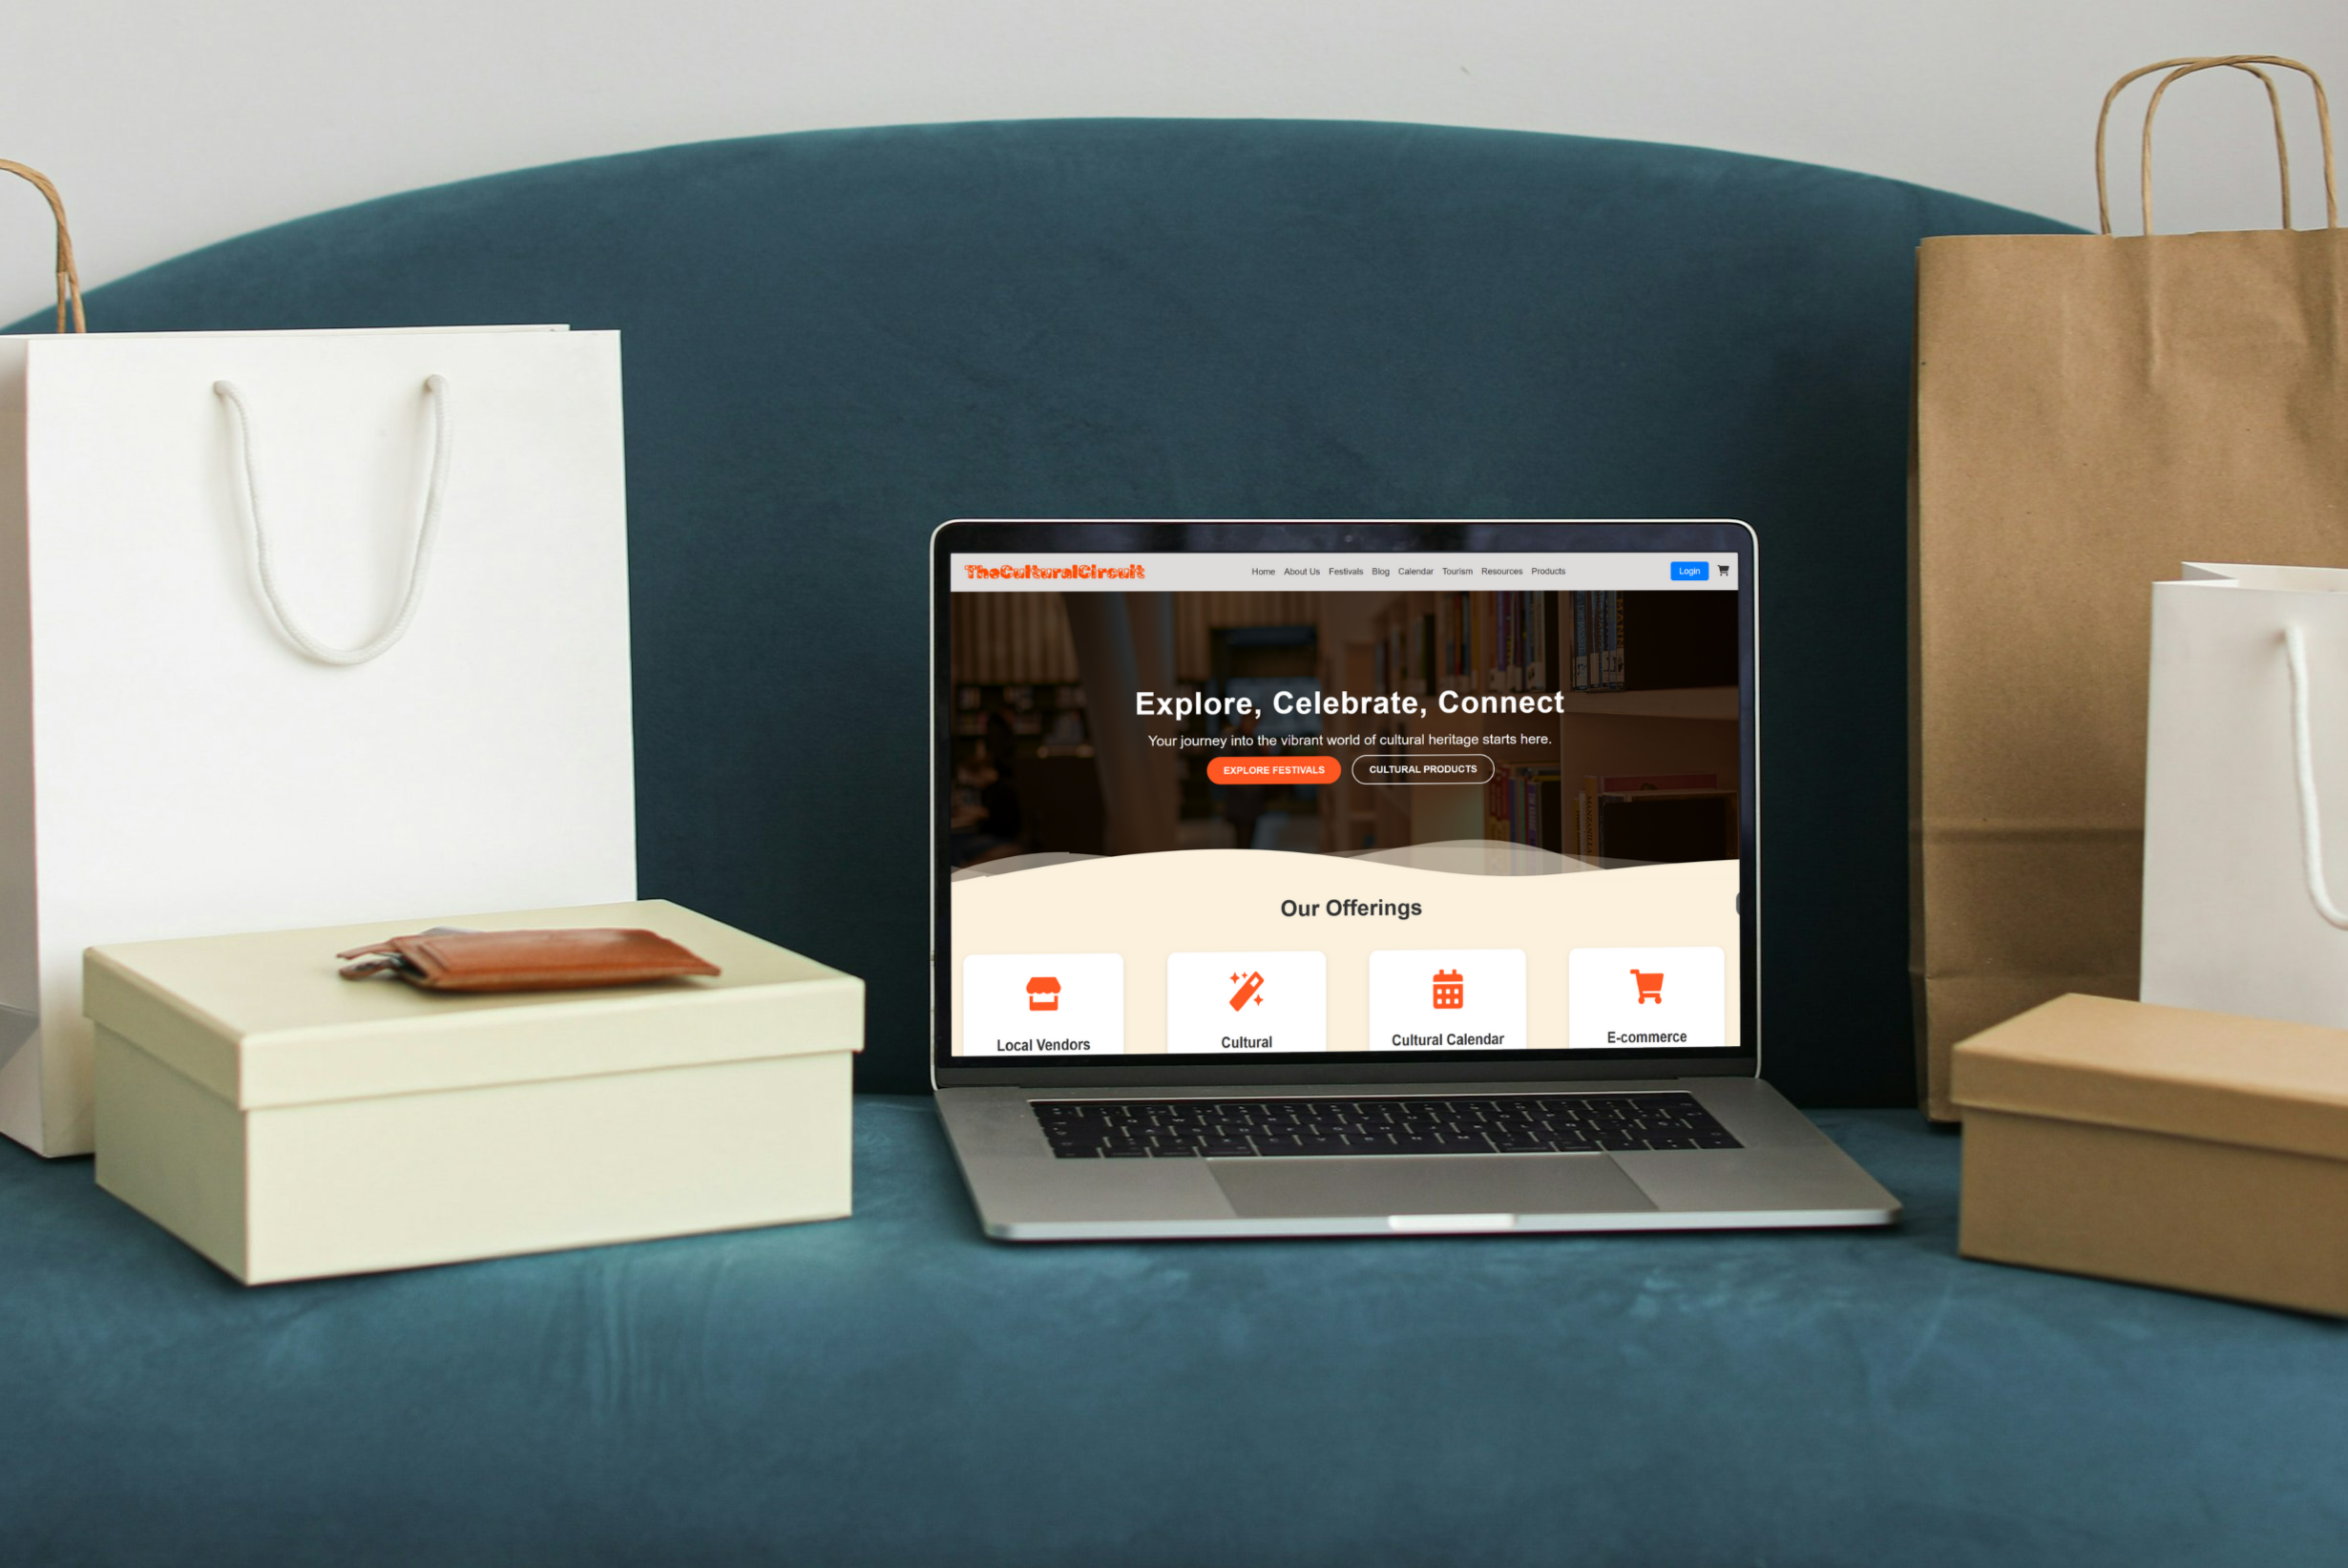 TheCulturalCircuit
Home About Us Festivals Blog Calendar Tourism Resources Products
Login
Explore, Celebrate, Connect
Your journey into the vibrant world of cultural heritage starts here.
EXPLORE FESTIVALS CULTURAL PRODUCTS
Our Offerings
Local Vendors Cultural Cultural Calendar E-commerce